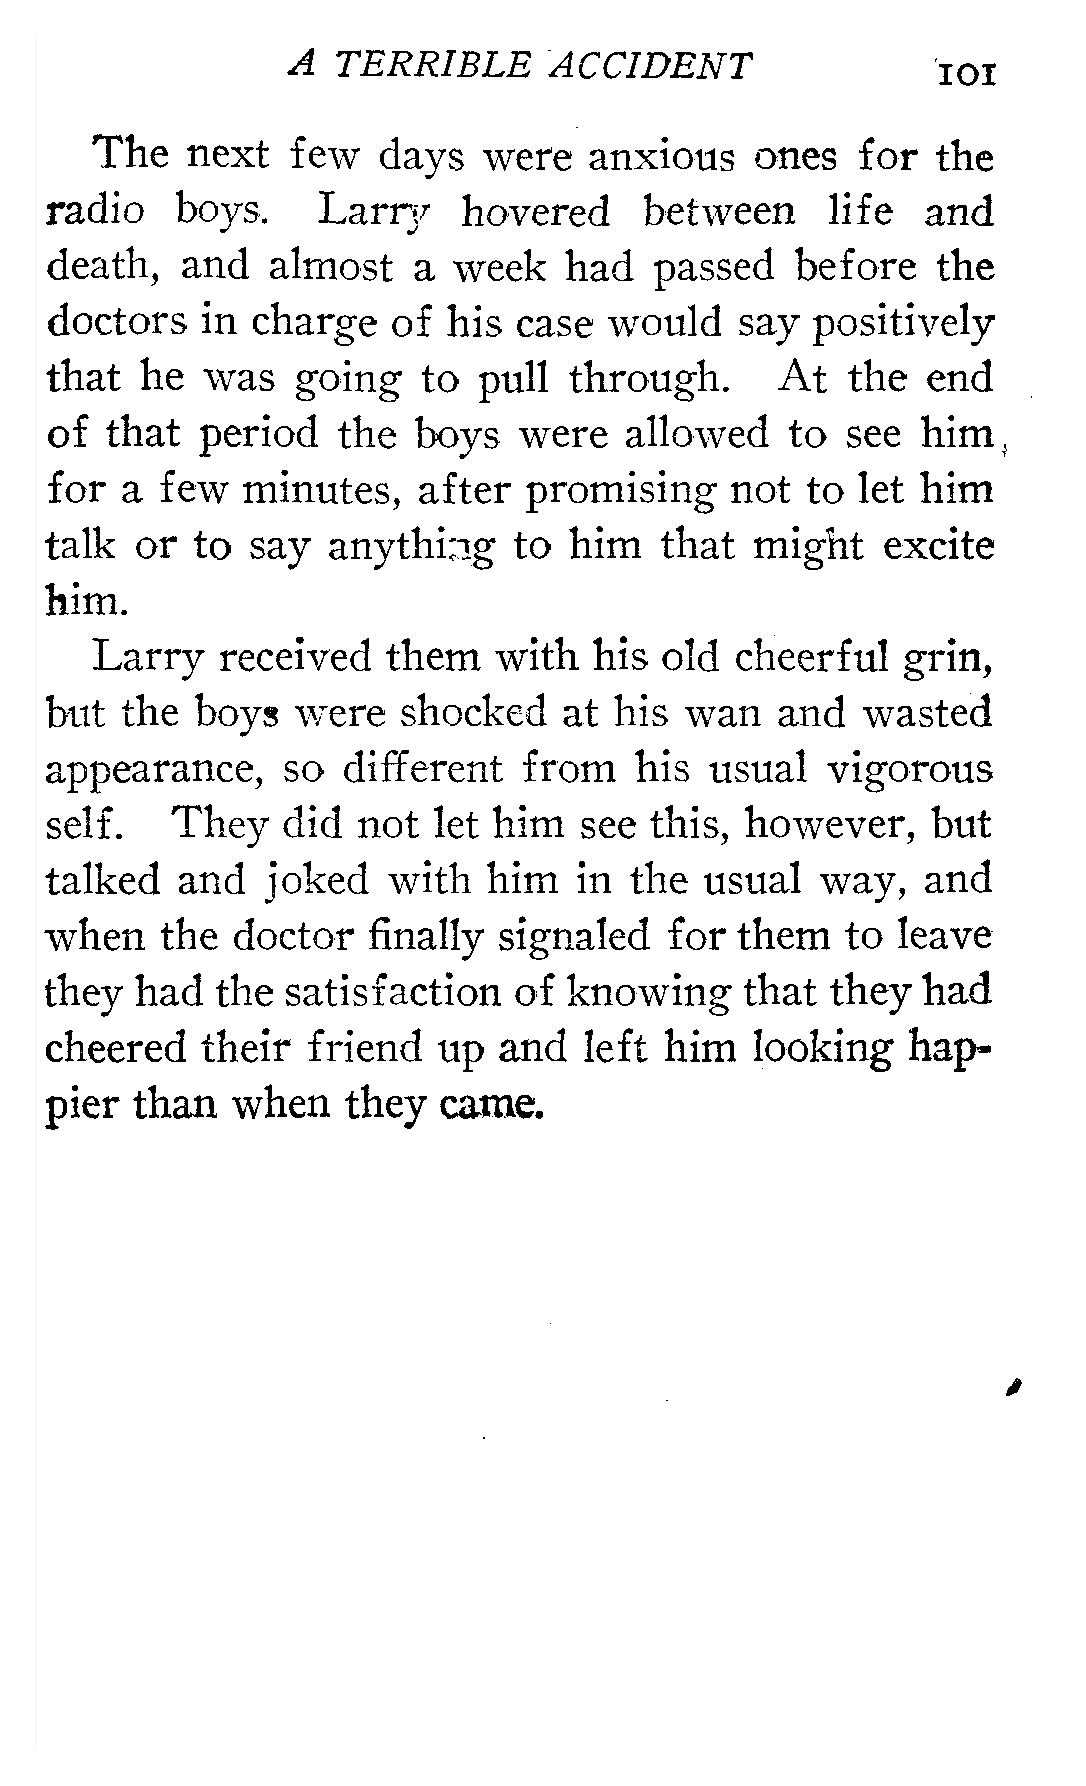 A TERRIBLE ACCIDENT 101
The next few days were anxious ones for the
radio boys. Larry hovered between life and
death, and almost a week had passed before the
doctors in charge of his case would say positively
that he was going to pull through. At the end
of that period the boys were allowed to see him,
for a few minutes, after promising not to let him
talk or to say anything to him that might excite
him.
Larry received them with his old cheerful grin,
but the boys were shocked at his wan and wasted
appearance, so different from his usual vigorous
self. They did not let him see this, however, but
talked and joked with him in the usual way, and
when the doctor finally signaled for them to leave
they had the satisfaction of knowing that they had
cheered their friend up and left him looking hap-
pier than when they came.